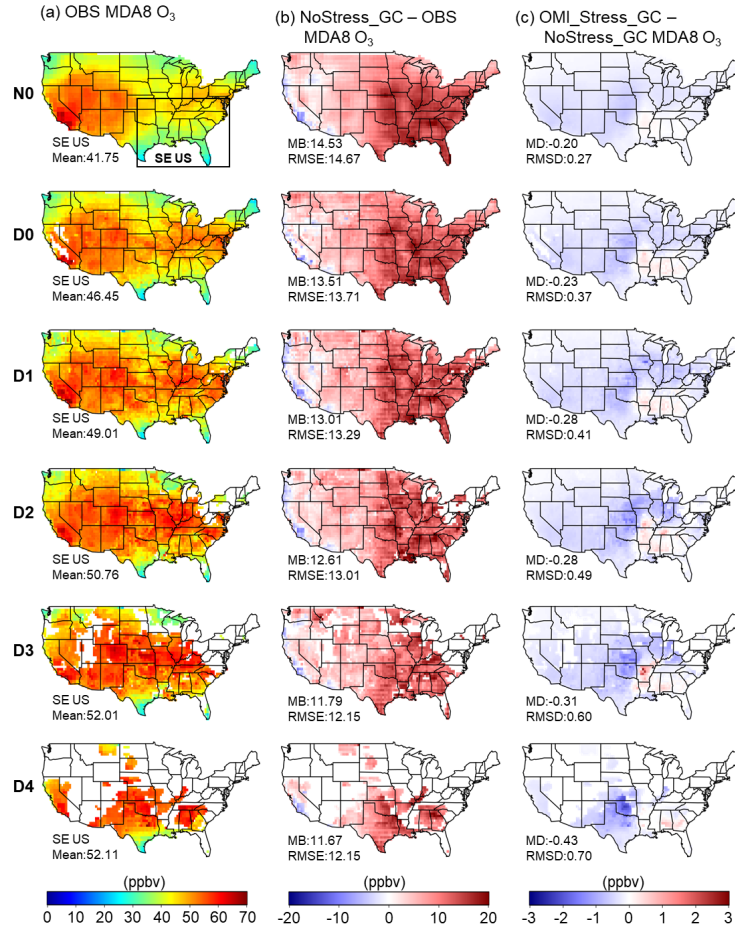 (a) OBS MDA8 O₃
(b) NoStress_GC – OBS
MDA8 O₃
(c) OMI_Stress_GC –
NoStress_GC MDA8 O₃
N0
SE US
Mean:41.75
SE US
MB:14.53
RMSE:14.67
MD:-0.20
RMSD:0.27
D0
SE US
Mean:46.45
MB:13.51
RMSE:13.71
MD:-0.23
RMSD:0.37
D1
SE US
Mean:49.01
MB:13.01
RMSE:13.29
MD:-0.28
RMSD:0.41
D2
SE US
Mean:50.76
MB:12.61
RMSE:13.01
MD:-0.28
RMSD:0.49
D3
SE US
Mean:52.01
MB:11.79
RMSE:12.15
MD:-0.31
RMSD:0.60
D4
SE US
Mean:52.11
MB:11.67
RMSE:12.15
MD:-0.43
RMSD:0.70
(ppbv)
0 10 20 30 40 50 60 70
(ppbv)
-20 -10 0 10 20
(ppbv)
-3 -2 -1 0 1 2 3